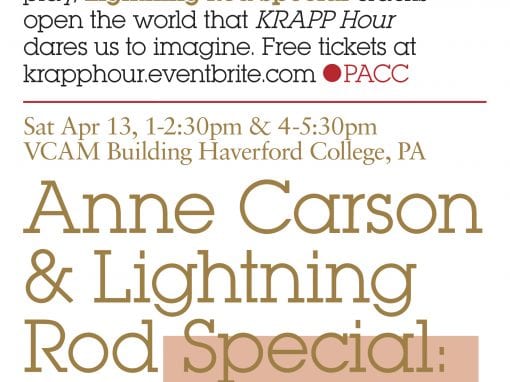 open the world that KRAPP Hour
dares us to imagine. Free tickets at
krapphour.eventbrite.com ●PACC
Sat Apr 13, 1-2:30pm & 4-5:30pm
VCAM Building Haverford College, PA
Anne Carson
& Lightning
Rod Special: